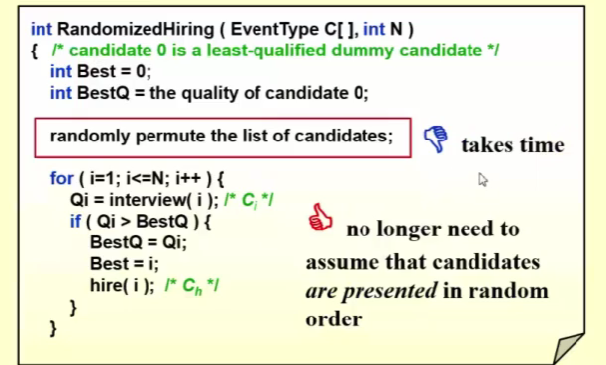 int RandomizedHiring ( EventType C[ ], int N )
{ /* candidate 0 is a least-qualified dummy candidate */
int Best = 0;
int BestQ = the quality of candidate 0;
randomly permute the list of candidates;
takes time
for ( i=1; i<=N; i++ ) {
Qi = interview( i ); /* Ci */
if ( Qi > BestQ ) {
BestQ = Qi;
Best = i;
hire( i ); /* Ch */
}
}
no longer need to
assume that candidates
are presented in random
order